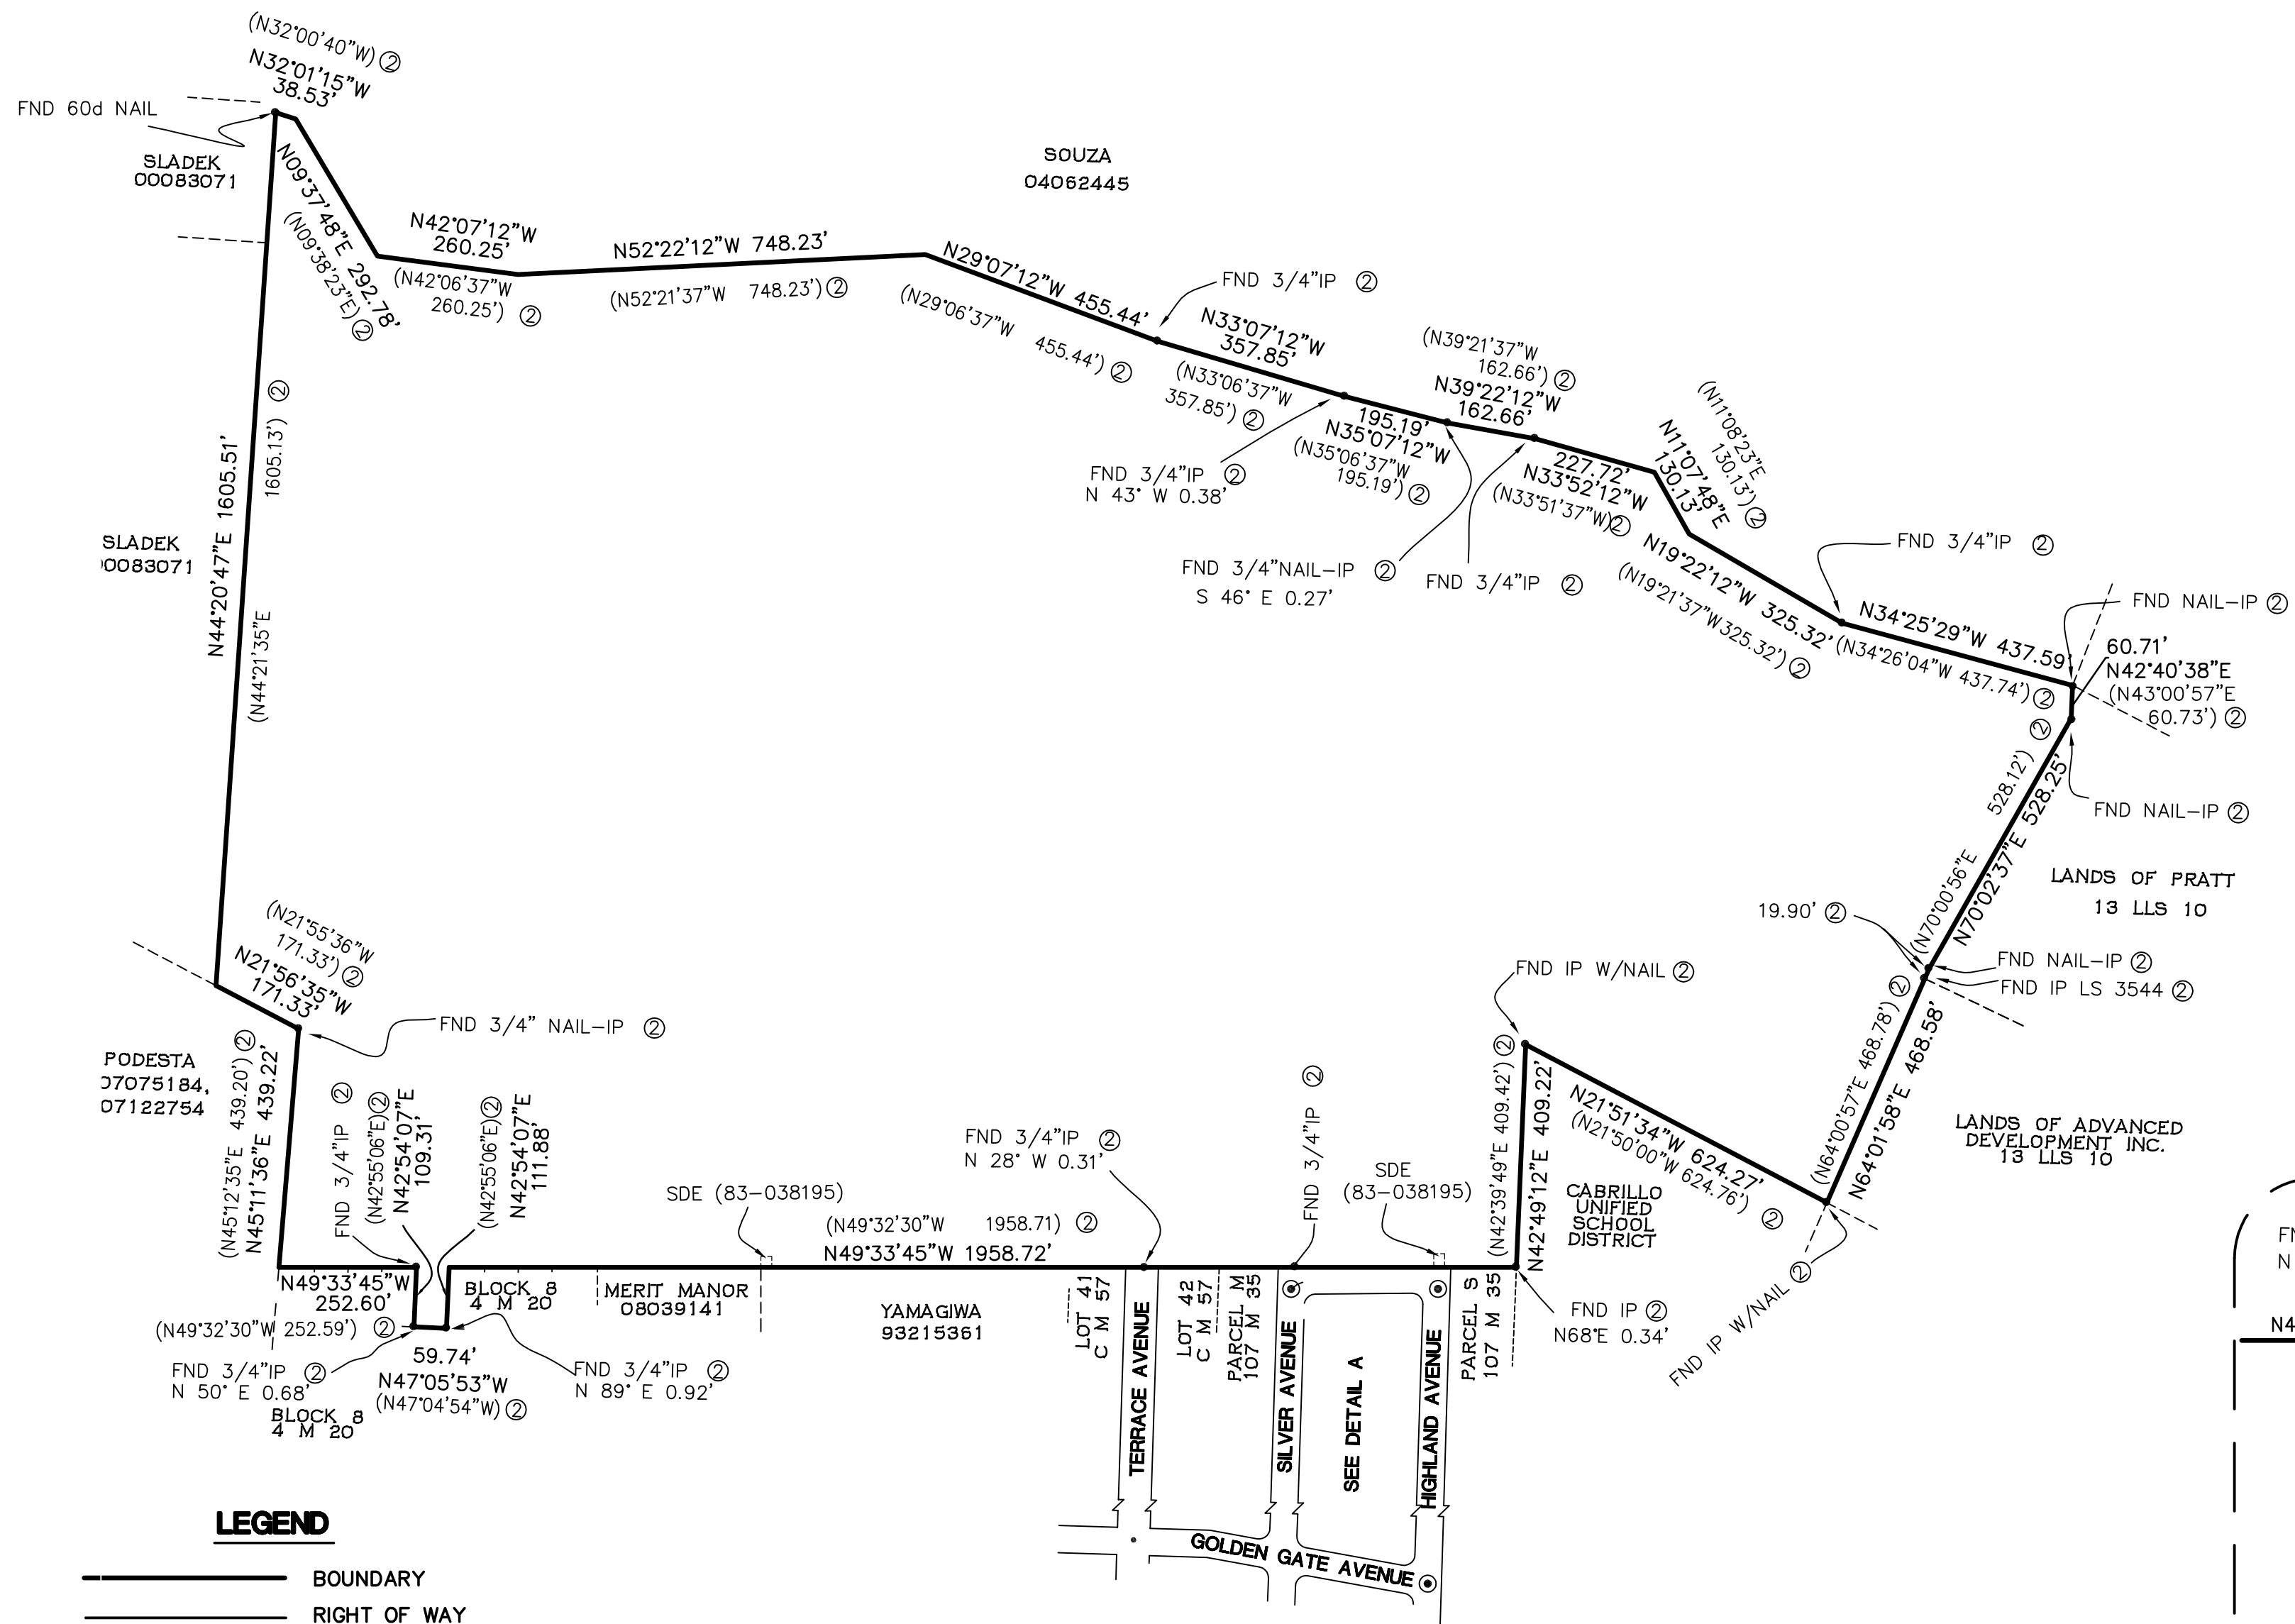 (N32°00'40"W) ②
N32°01'15"W
38.53'
FND 60d NAIL
SLADEK
00083071
SOUZA
04062445
N09°37'48"E 292.78'
(N09°38'23"E) ②
N42°07'12"W
260.25'
(N42°06'37"W
260.25') ②
N52°22'12"W 748.23'
(N52°21'37"W 748.23') ②
N29°07'12"W 455.44'
(N29°06'37"W 455.44') ②
FND 3/4"IP ②
N33°07'12"W
357.85'
(N33°06'37"W
357.85') ②
FND 3/4"IP ②
N 43° W 0.38'
195.19'
N35°07'12"W
(N35°06'37"W
195.19') ②
(N39°21'37"W
162.66') ②
N39°22'12"W
162.66'
FND 3/4"NAIL-IP ②
S 46° E 0.27'
FND 3/4"IP ②
227.72'
N33°52'12"W
(N33°51'37"W) ②
(N11°08'23"E
130.13') ②
N11°07'48"E
130.13'
N19°22'12"W 325.32'
(N19°21'37"W 325.32') ②
FND 3/4"IP ②
N34°25'29"W 437.59'
(N34°26'04"W 437.74') ②
FND NAIL-IP ②
60.71'
N42°40'38"E
(N43°00'57"E
60.73') ②
FND NAIL-IP ②
528.12') ②
(N70°00'56"E
N70°02'37"E 528.25'
LANDS OF PRATT
13 LLS 10
19.90' ②
FND NAIL-IP ②
FND IP LS 3544 ②
(N64°00'57"E 468.78') ②
N64°01'58"E 468.58'
LANDS OF ADVANCED
DEVELOPMENT INC.
13 LLS 10
1605.13') ②
N44°20'47"E 1605.51'
(N44°21'35"E
SLADEK
00083071
(N21°55'36"W
171.33') ②
N21°56'35"W
171.33'
FND 3/4" NAIL-IP ②
PODESTA
07075184,
07122754
(N45°12'35"E 439.20') ②
N45°11'36"E 439.22'
FND 3/4"IP ②
(N42°55'06"E) ②
N42°54'07"E
109.31'
(N42°55'06"E) ②
N42°54'07"E
111.88'
SDE (83-038195)
(N49°32'30"W 1958.71) ②
N49°33'45"W 1958.72'
FND 3/4"IP ②
N 28° W 0.31'
FND 3/4"IP ②
SDE
(83-038195)
FND IP W/NAIL ②
(N42°39'49"E 409.42') ②
N42°49'12"E 409.22'
N21°51'34"W 624.27'
(N21°50'00"W 624.76') ②
CABRILLO
UNIFIED
SCHOOL
DISTRICT
FND IP W/NAIL ②
FND IP ②
N68°E 0.34'
N49°33'45"W
252.60'
(N49°32'30"W 252.59') ②
BLOCK 8
4 M 20
MERIT MANOR
08039141
YAMAGIWA
93215361
LOT 41
C M 57
TERRACE AVENUE
LOT 42
C M 57
PARCEL M
107 M 35
SILVER AVENUE
SEE DETAIL A
HIGHLAND AVENUE
PARCEL S
107 M 35
FND 3/4"IP ②
N 50° E 0.68'
59.74'
N47°05'53"W
(N47°04'54"W) ②
FND 3/4"IP ②
N 89° E 0.92'
BLOCK 8
4 M 20
GOLDEN GATE AVENUE
LEGEND
BOUNDARY
RIGHT OF WAY
FN
N
N4